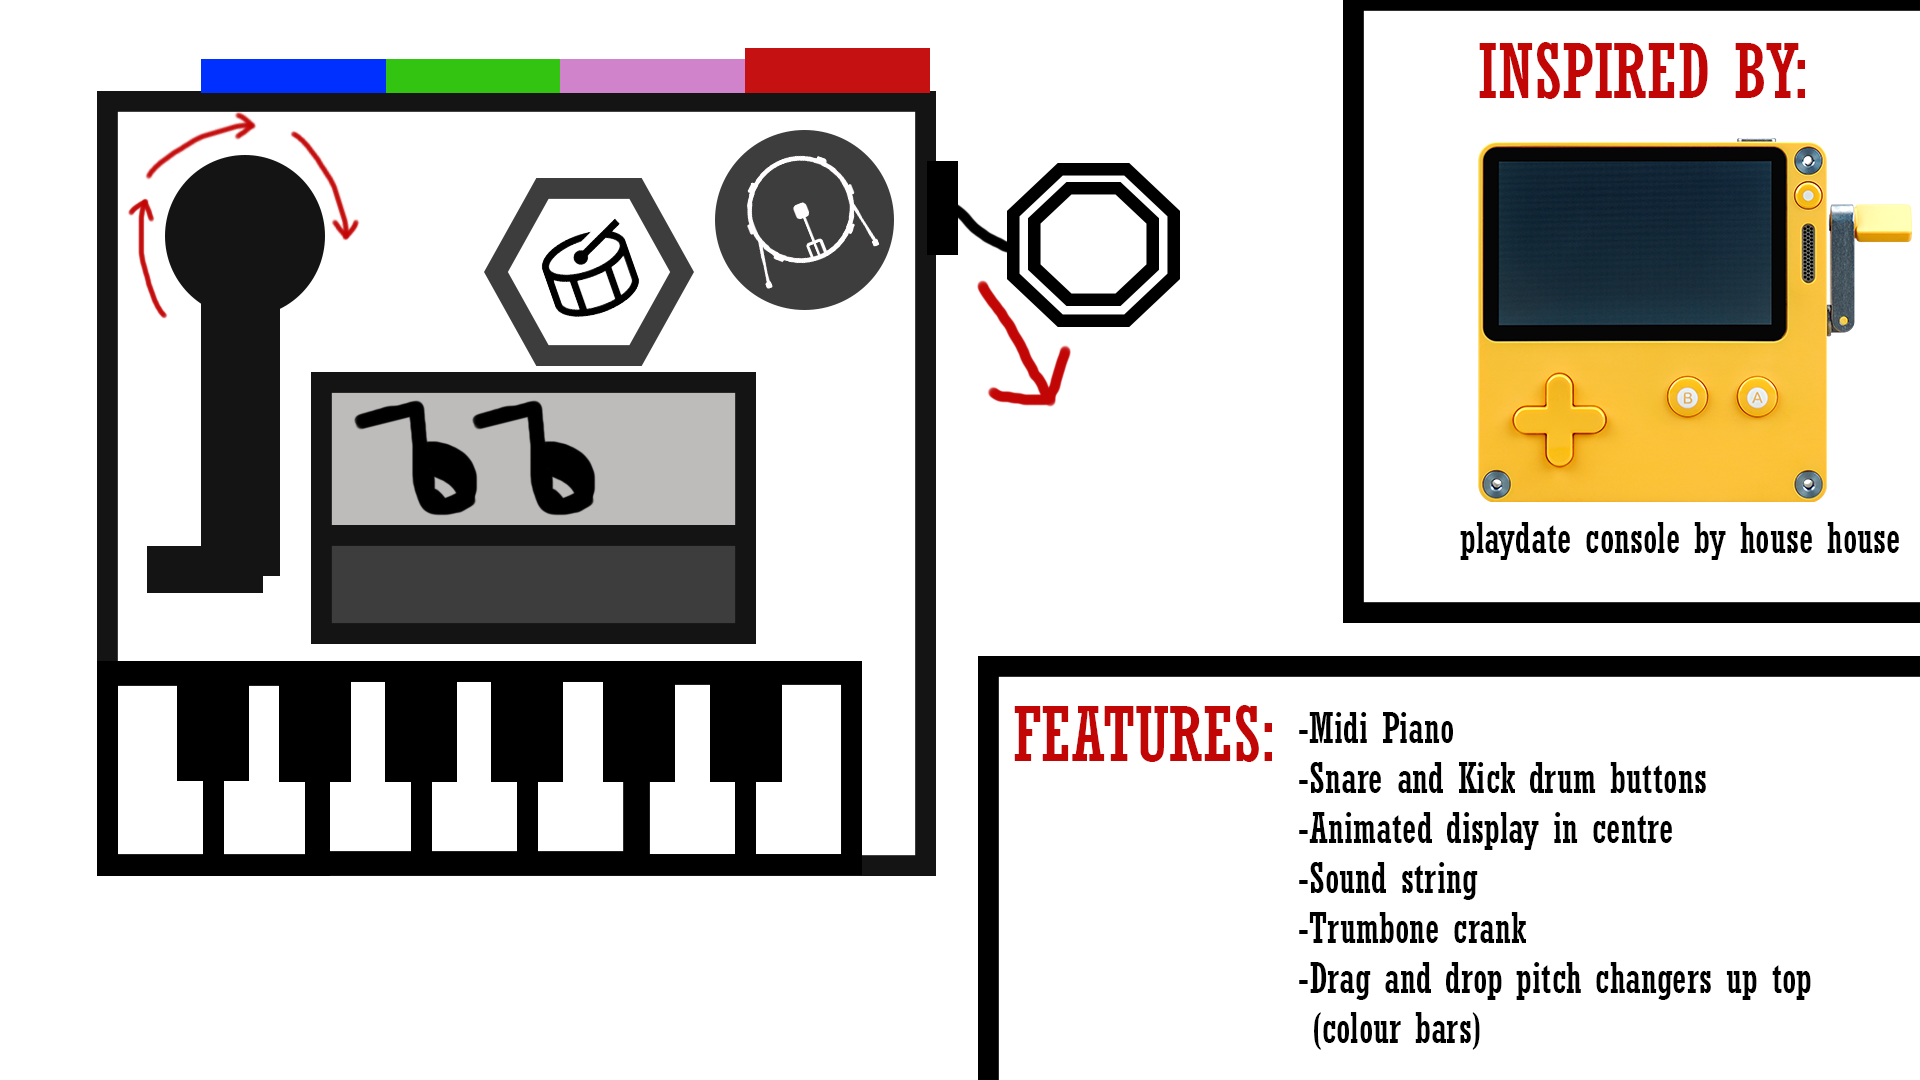 INSPIRED BY:
B
A
playdate console by house house
FEATURES:
-Midi Piano
-Snare and Kick drum buttons
-Animated display in centre
-Sound string
-Trumbone crank
-Drag and drop pitch changers up top
(colour bars)